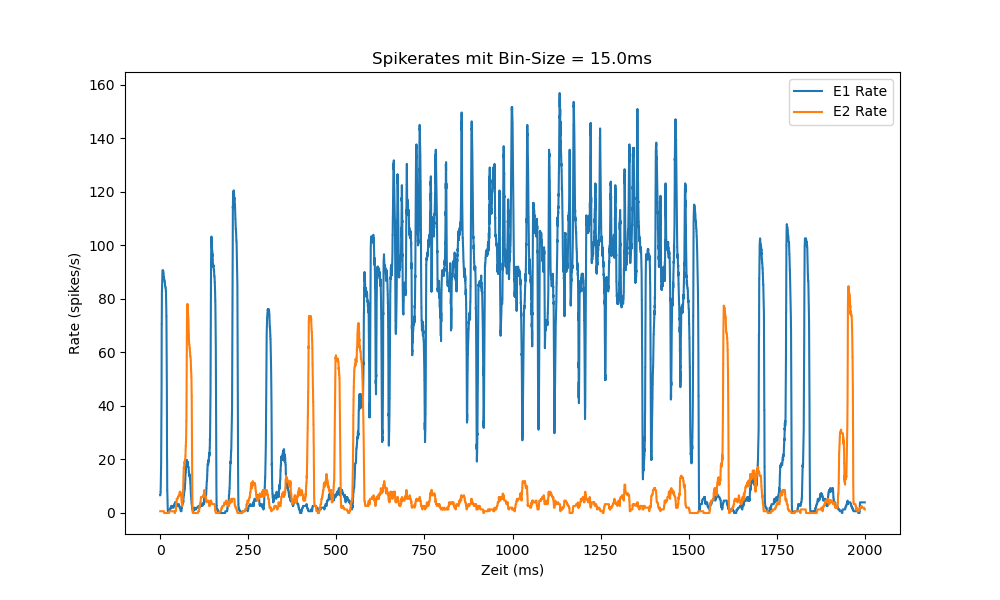 Spikerates mit Bin-Size = 15.0ms
E1 Rate
E2 Rate
Rate (spikes/s)
160
140
120
100
80
60
40
20
0
0 250 500 750 1000 1250 1500 1750 2000
Zeit (ms)